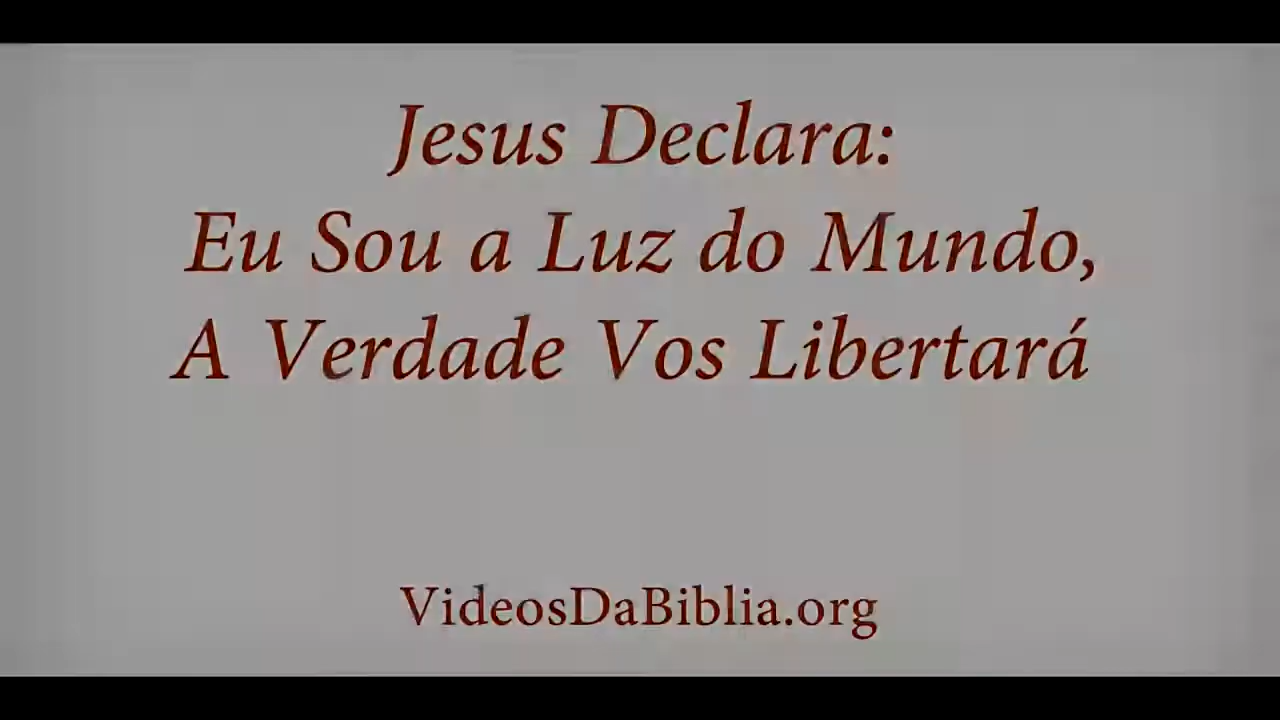 Jesus Declara:
Eu Sou a Luz do Mundo,
A Verdade Vos Libertará
VideosDaBiblia.org